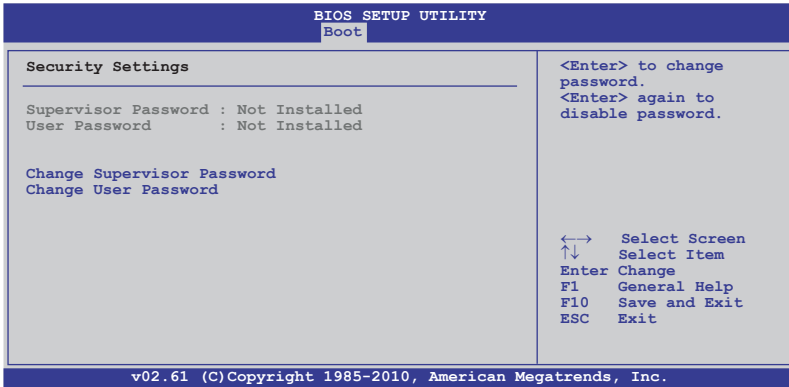 BIOS SETUP UTILITY
Boot
Security Settings
Supervisor Password : Not Installed
User Password : Not Installed
Change Supervisor Password
Change User Password
<Enter> to change
password.
<Enter> again to
disable password.
←→ Select Screen
↑↓ Select Item
Enter Change
F1 General Help
F10 Save and Exit
ESC Exit
v02.61 (C)Copyright 1985-2010, American Megatrends, Inc.